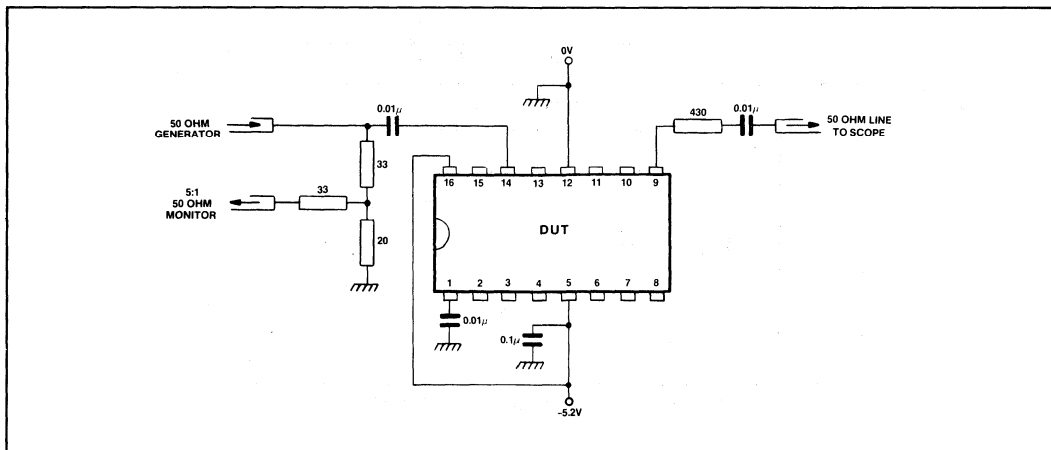 0V
50 OHM
GENERATOR
0.01μ
430
0.01μ
50 OHM LINE
TO SCOPE
33
5:1
50 OHM
MONITOR
33
20
16 15 14 13 12 11 10 9
DUT
1 2 3 4 5 6 7 8
0.01μ
0.1μ
-5.2V